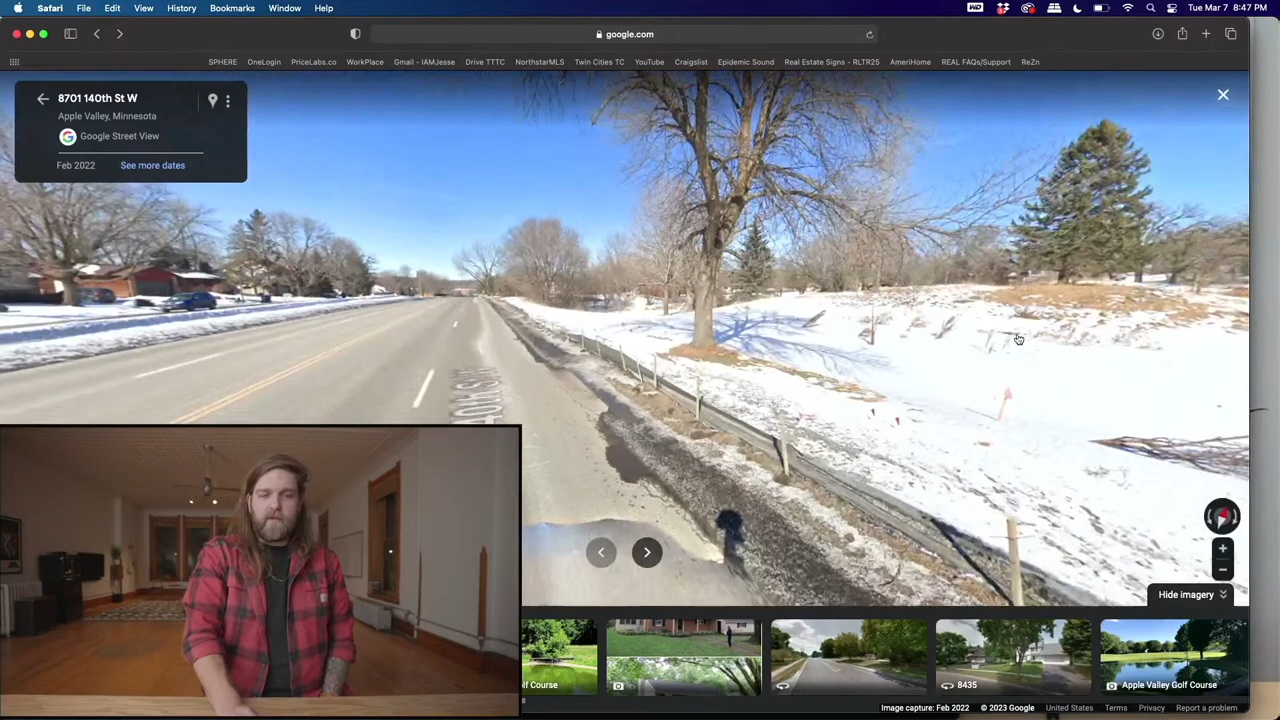 Safari File Edit View History Bookmarks Window Help
WD
Tue Mar 7 8:47 PM
google.com
SPHERE OneLogin PriceLabs.co WorkPlace Gmail - IAMJesse Drive TTTC NorthstarMLS Twin Cities TC YouTube Craigslist Epidemic Sound Real Estate Signs - RLTR25 AmeriHome REAL FAQs/Support ReZn
8701 140th St W
Apple Valley, Minnesota
Google Street View
Feb 2022 See more dates
Hide imagery
lf Course
8435
Apple Valley Golf Course
Image capture: Feb 2022 © 2023 Google United States Terms Privacy Report a problem